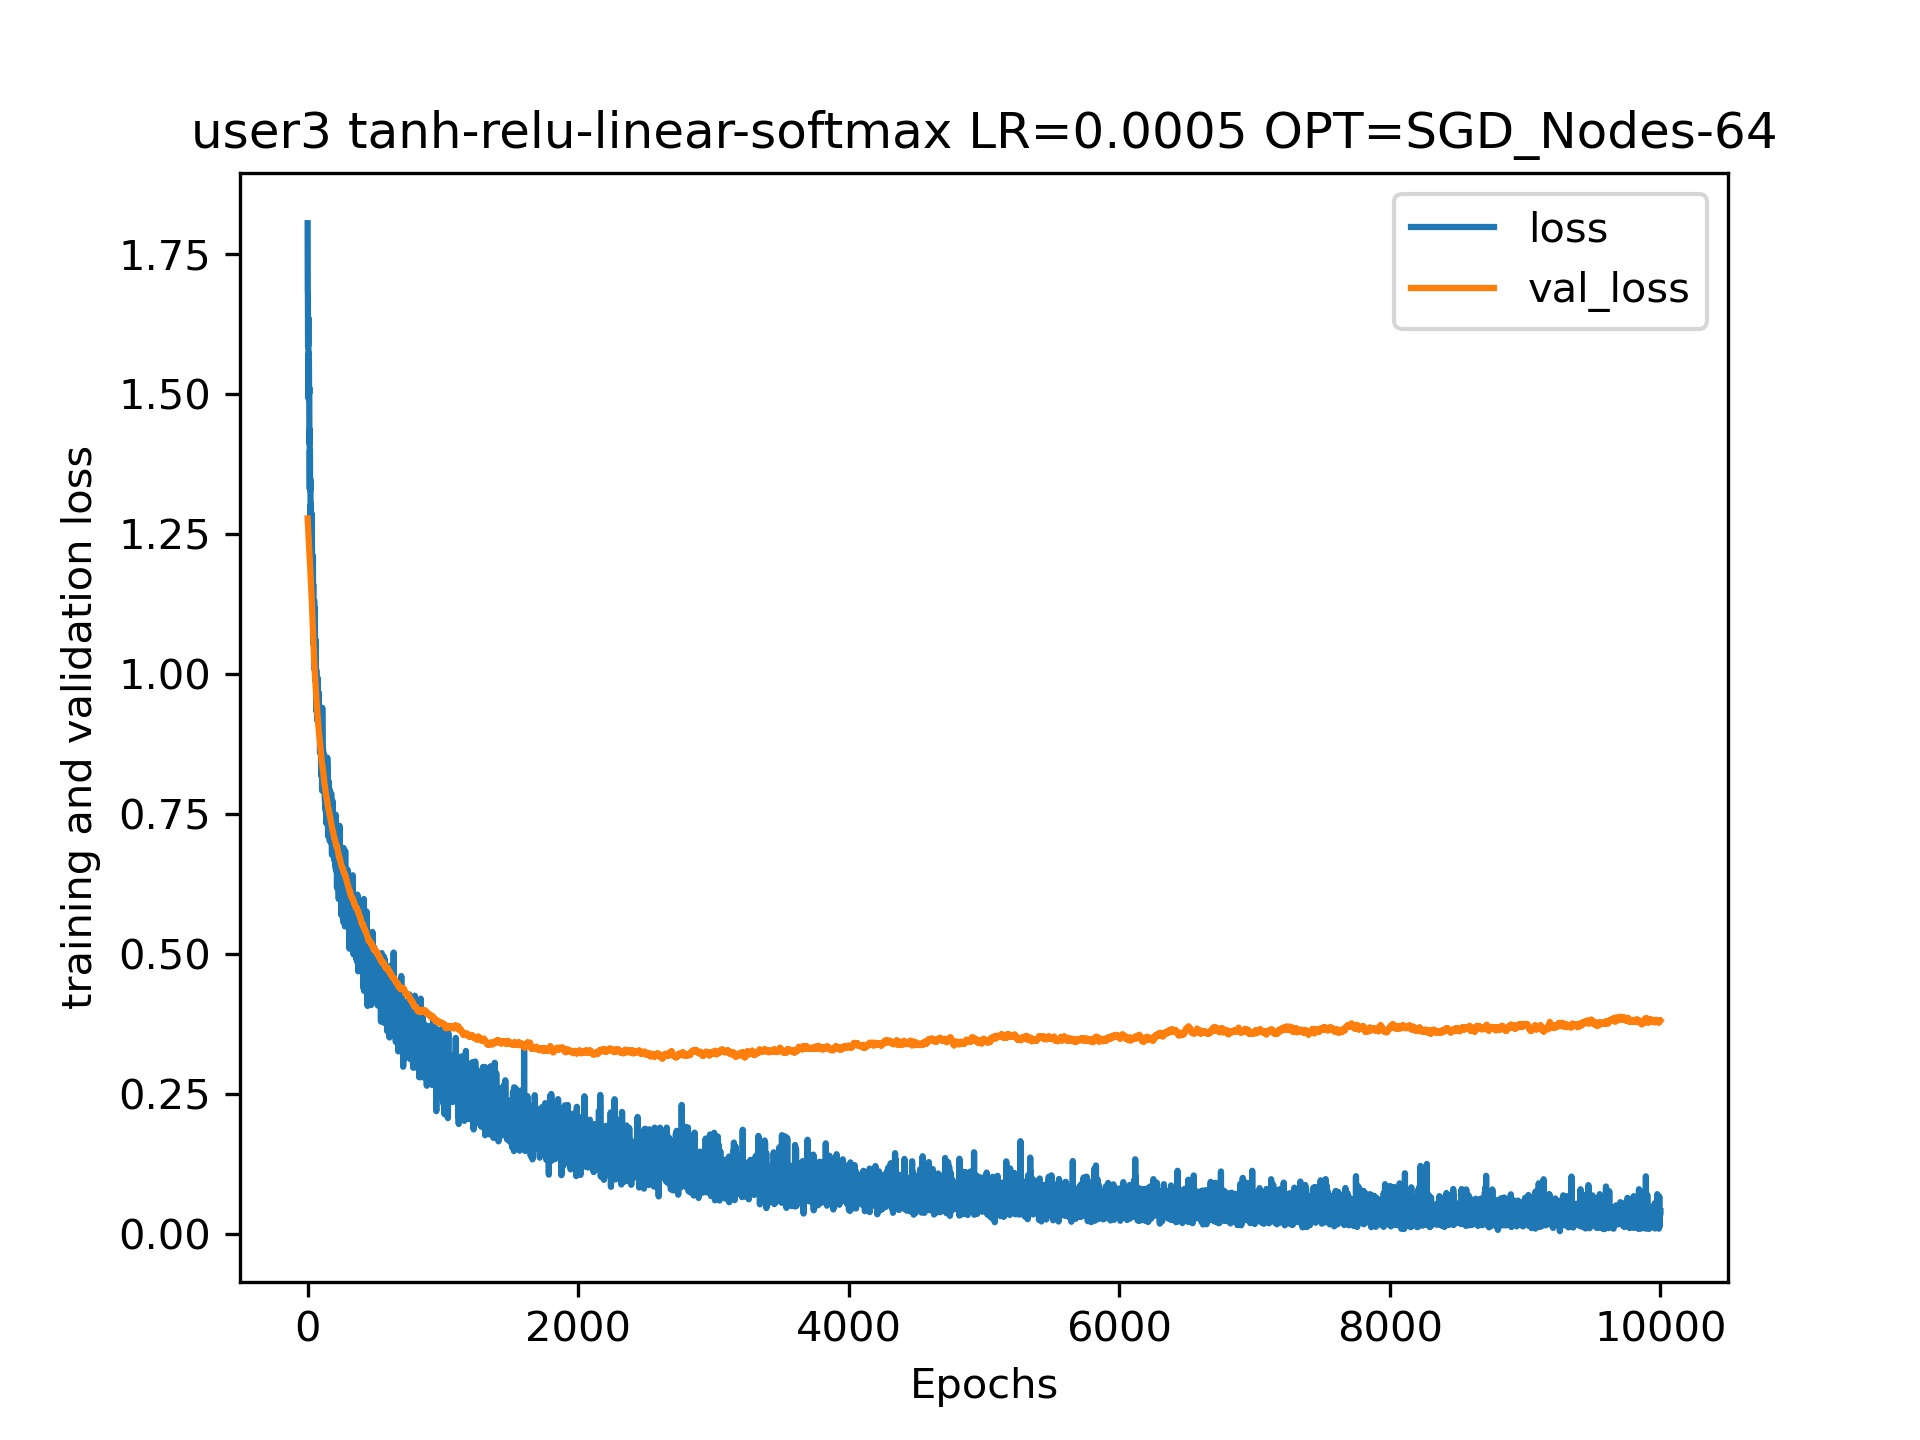 user3 tanh-relu-linear-softmax LR=0.0005 OPT=SGD_Nodes-64
loss
val_loss
training and validation loss
1.75
1.50
1.25
1.00
0.75
0.50
0.25
0.00
0 2000 4000 6000 8000 10000
Epochs